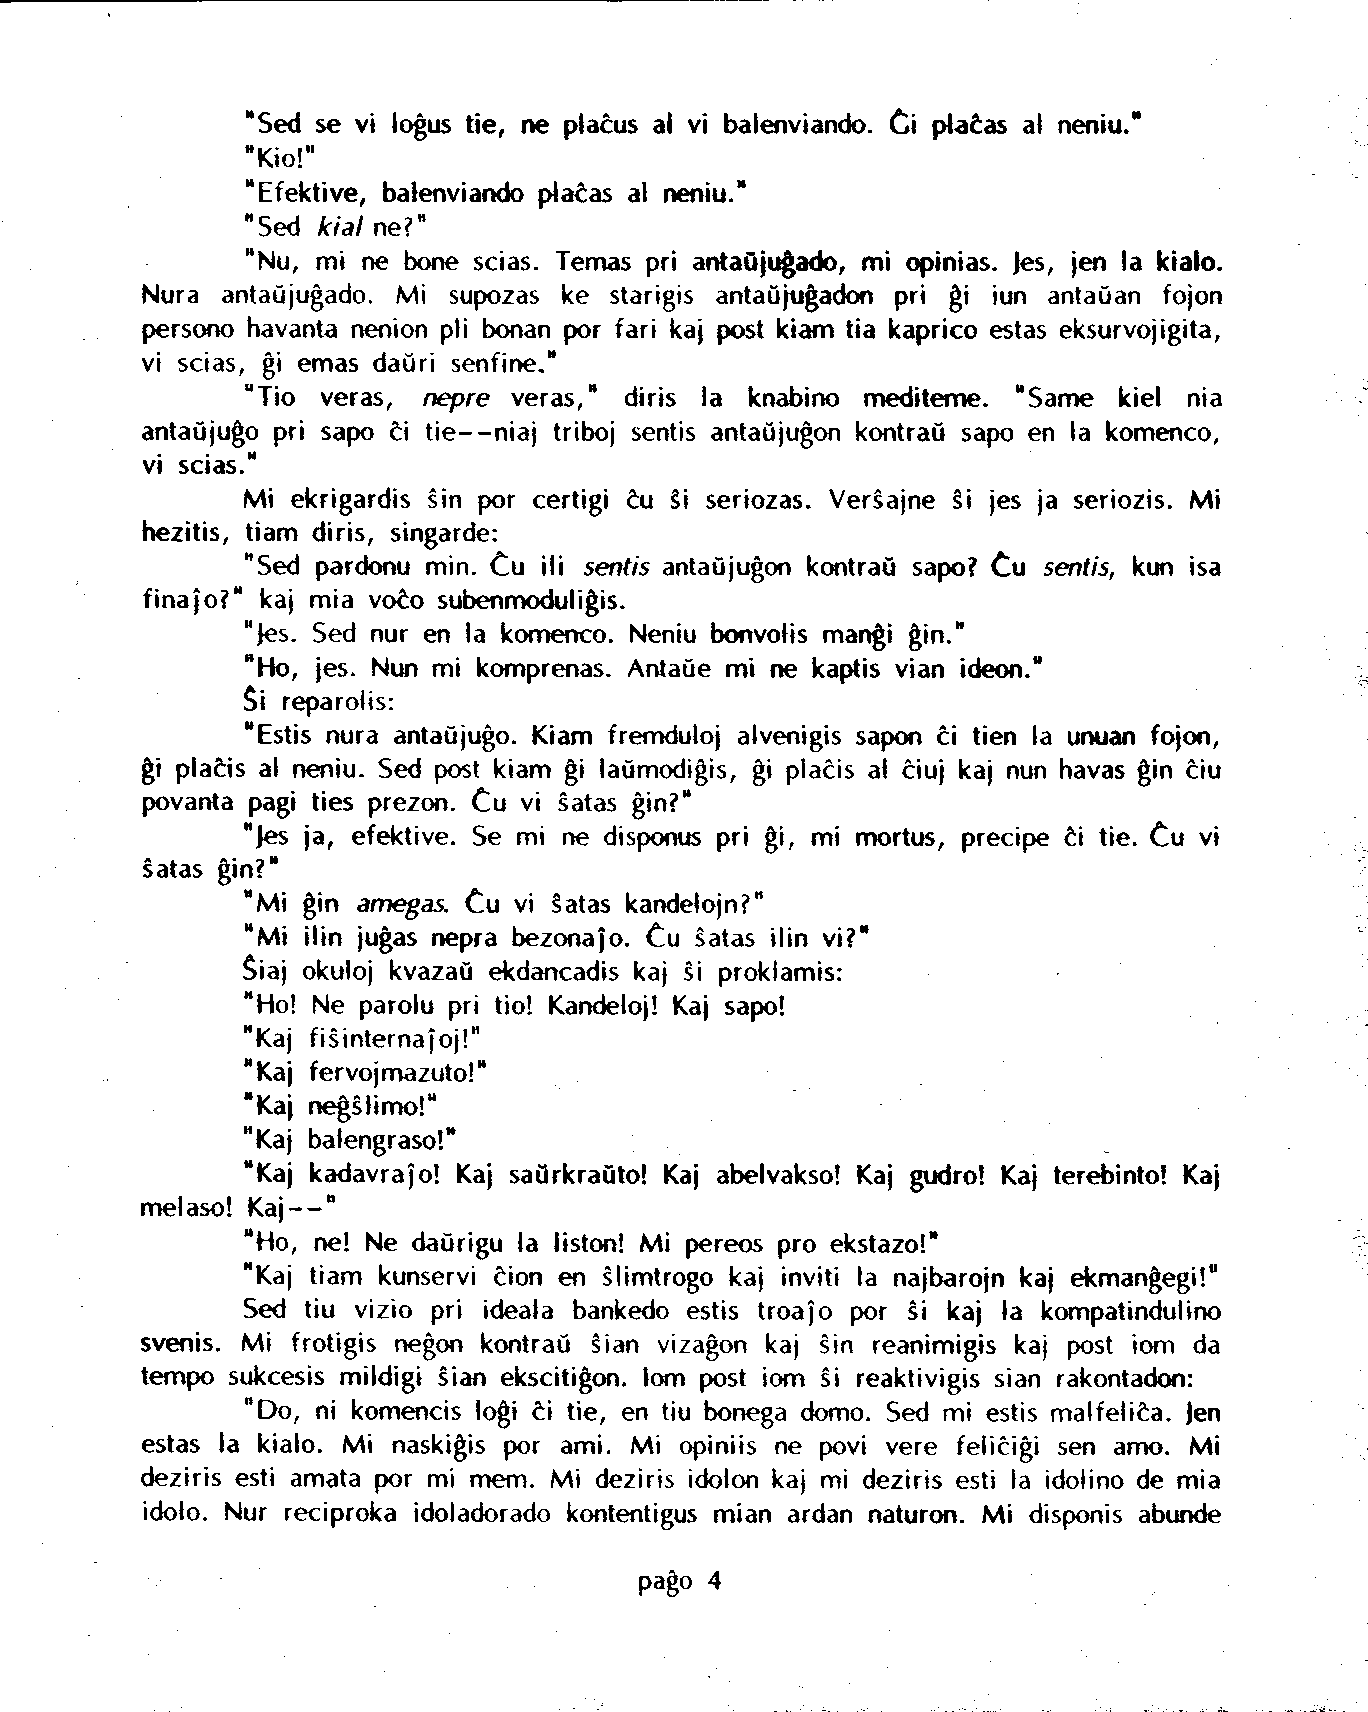 "Sed se vi loĝus tie, ne plaĉus al vi balenviando. Ĝi plaĉas al neniu."
"Kio!"
"Efektive, balenviando plaĉas al neniu."
"Sed kial ne?"
"Nu, mi ne bone scias. Temas pri antaŭjuĝado, mi opinias. Jes, jen la kialo.
Nura antaŭjuĝado. Mi supozas ke starigis antaŭjuĝadon pri ĝi iun antaŭan fojon
persono havanta nenion pli bonan por fari kaj post kiam tia kaprico estas eksurvojigita,
vi scias, ĝi emas daŭri senfine."
"Tio veras, nepre veras," diris la knabino mediteme. "Same kiel nia
antaŭjuĝo pri sapo ĉi tie--niaj triboj sentis antaŭjuĝon kontraŭ sapo en la komenco,
vi scias."
Mi ekrigardis ŝin por certigi ĉu ŝi seriozas. Verŝajne ŝi jes ja seriozis. Mi
hezitis, tiam diris, singarde:
"Sed pardonu min. Ĉu ili sentis antaŭjuĝon kontraŭ sapo? Ĉu sentis, kun isa
finaĵo?" kaj mia voĉo subenmoduliĝis.
"Jes. Sed nur en la komenco. Neniu bonvolis manĝi ĝin."
"Ho, jes. Nun mi komprenas. Antaŭe mi ne kaptis vian ideon."
Ŝi reparolis:
"Estis nura antaŭjuĝo. Kiam fremduloj alvenigis sapon ĉi tien la unuan fojon,
ĝi plaĉis al neniu. Sed post kiam ĝi laŭmodiĝis, ĝi plaĉis al ĉiuj kaj nun havas ĝin ĉiu
povanta pagi ties prezon. Ĉu vi ŝatas ĝin?"
"Jes ja, efektive. Se mi ne disponus pri ĝi, mi mortus, precipe ĉi tie. Ĉu vi
ŝatas ĝin?"
"Mi ĝin amegas. Ĉu vi ŝatas kandelojn?"
"Mi ilin juĝas nepra bezonaĵo. Ĉu ŝatas ilin vi?"
Ŝiaj okuloj kvazaŭ ekdancadis kaj ŝi proklamis:
"Ho! Ne parolu pri tio! Kandeloj! Kaj sapo!
"Kaj fiŝinternaĵoj!"
"Kaj fervojmazuto!"
"Kaj neĝŝlimo!"
"Kaj balengraso!"
"Kaj kadavraĵo! Kaj saŭrkraŭto! Kaj abelvakso! Kaj gudro! Kaj terebinto! Kaj
melaso! Kaj--"
"Ho, ne! Ne daŭrigu la liston! Mi pereos pro ekstazo!"
"Kaj tiam kunservi ĉion en ŝlimtrogo kaj inviti la najbarojn kaj ekmanĝegi!"
Sed tiu vizio pri ideala bankedo estis troaĵo por ŝi kaj la kompatindulino
svenis. Mi frotigis neĝon kontraŭ ŝian vizaĝon kaj ŝin reanimigis kaj post iom da
tempo sukcesis mildigi ŝian ekscitiĝon. Iom post iom ŝi reaktivigis sian rakontadon:
"Do, ni komencis loĝi ĉi tie, en tiu bonega domo. Sed mi estis malfeliĉa. Jen
estas la kialo. Mi naskiĝis por ami. Mi opiniis ne povi vere feliĉiĝi sen amo. Mi
deziris esti amata por mi mem. Mi deziris idolon kaj mi deziris esti la idolino de mia
idolo. Nur reciproka idoladorado kontentigus mian ardan naturon. Mi disponis abunde
paĝo 4